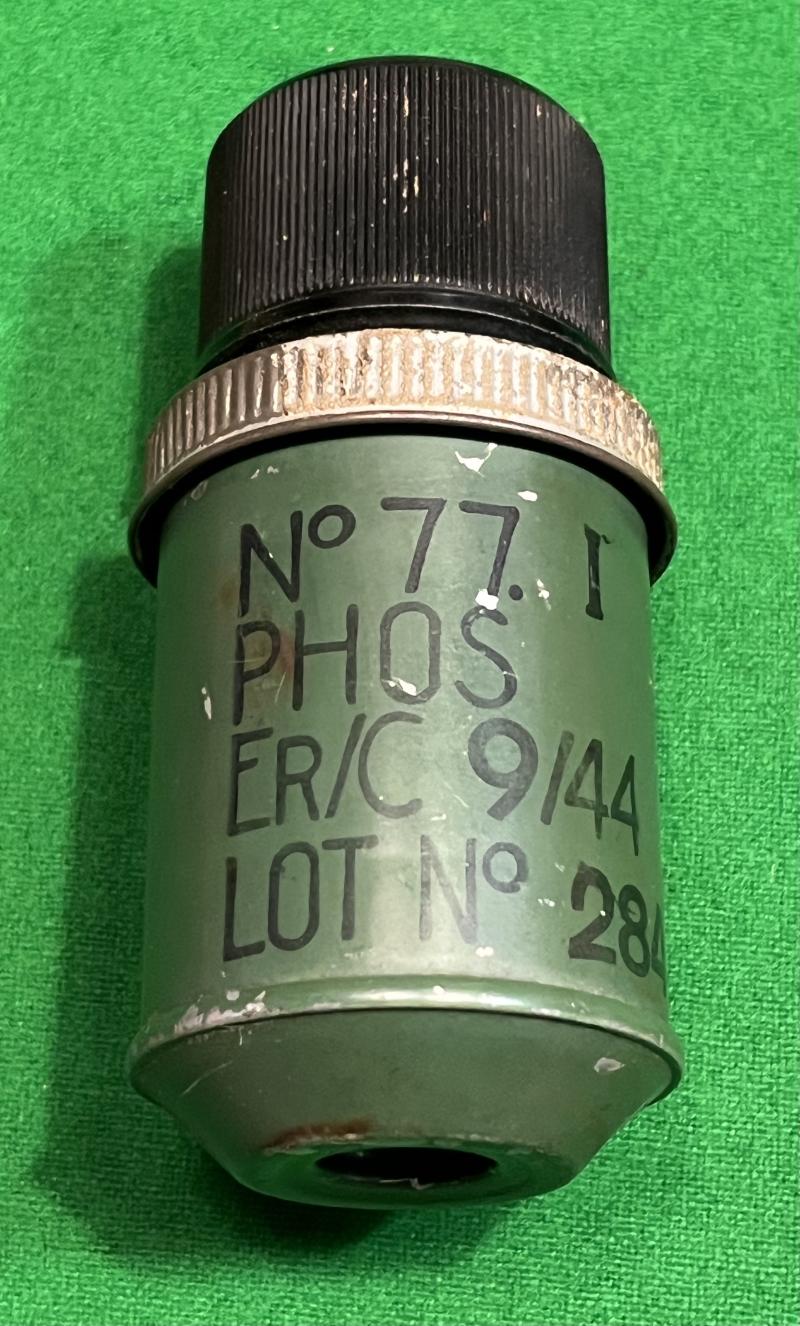 Nº 77. I
PHOS
ER/C 9/44
LOT Nº 284